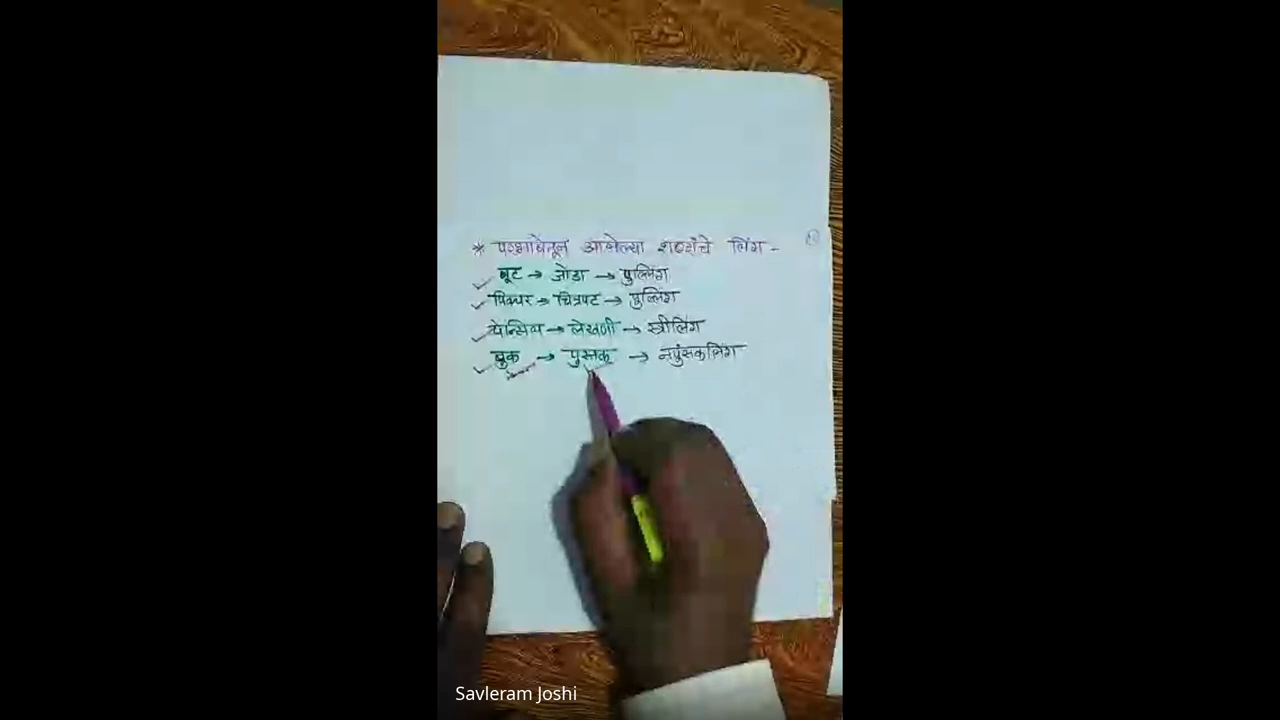 * परभाषेतून आलेल्या शब्दांचे लिंग -
बूट → जोडा → पुल्लिंग
पिक्चर → चित्रपट → पुल्लिंग
पेन्सिल → लेखणी → स्त्रीलिंग
बुक → पुस्तक → नपुंसकलिंग
Savleram Joshi